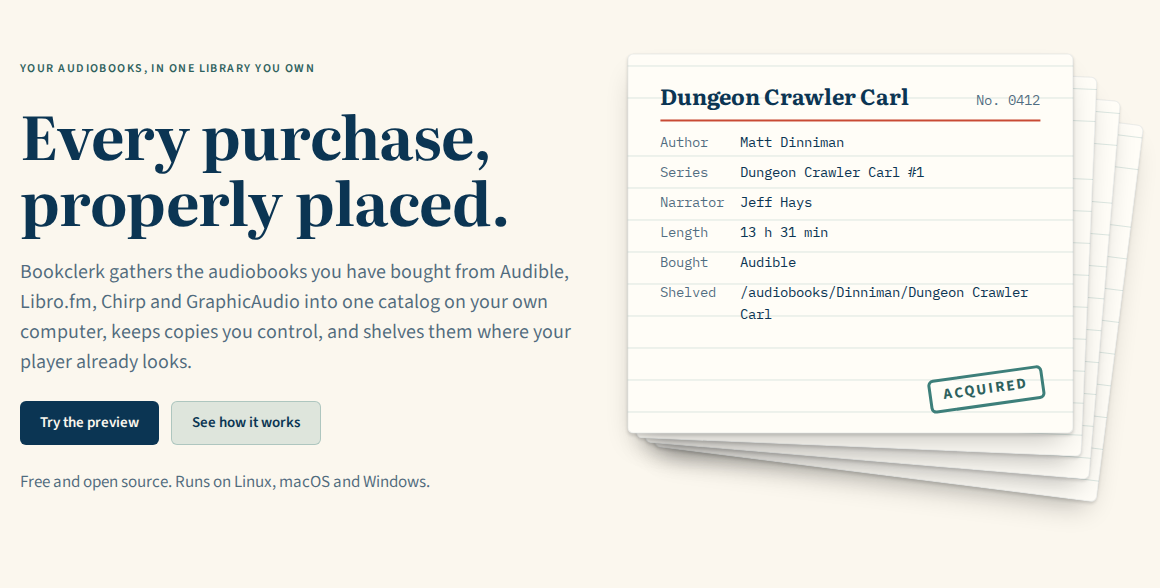 YOUR AUDIOBOOKS, IN ONE LIBRARY YOU OWN
Every purchase,
properly placed.
Bookclerk gathers the audiobooks you have bought from Audible,
Libro.fm, Chirp and GraphicAudio into one catalog on your own
computer, keeps copies you control, and shelves them where your
player already looks.
Try the preview
See how it works
Free and open source. Runs on Linux, macOS and Windows.
Dungeon Crawler Carl No. 0412
Author Matt Dinniman
Series Dungeon Crawler Carl #1
Narrator Jeff Hays
Length 13 h 31 min
Bought Audible
Shelved /audiobooks/Dinniman/Dungeon Crawler
Carl
ACQUIRED